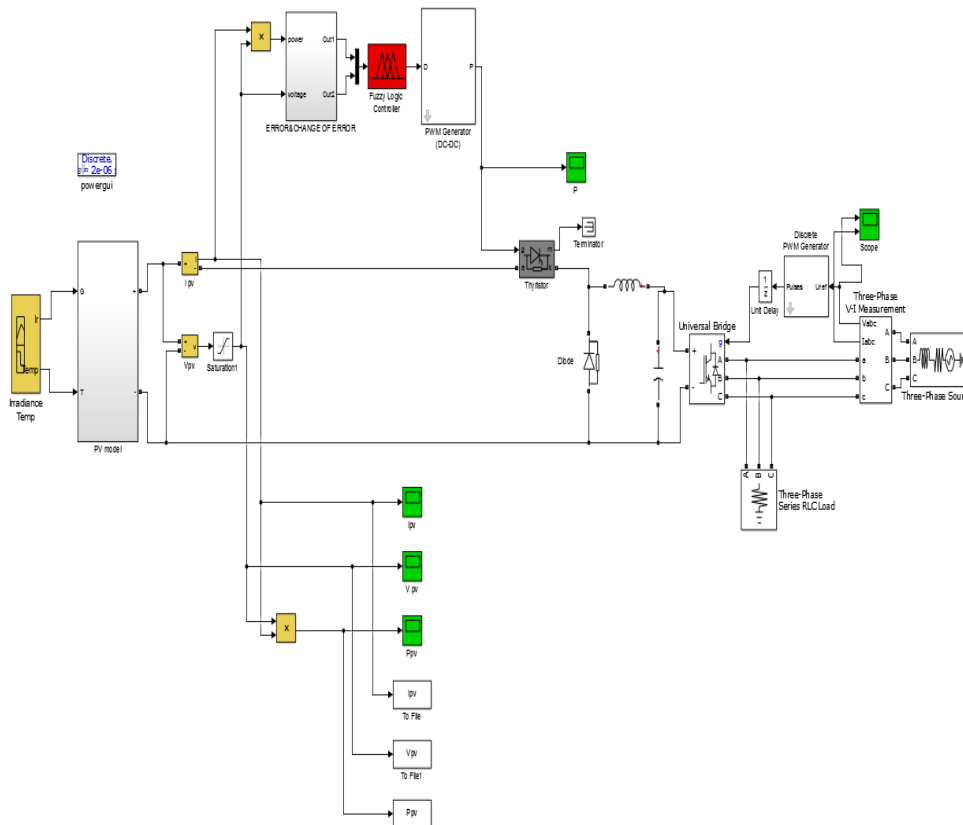 power
Out1
voltage
Out2
ERROR&CHANGE OF ERROR
Fuzzy Logic
Controller
D
P
PWM Generator
(DC-DC)
P
Discrete,
= 2e-06
powergui
Terminator
Thyristor
g
m
a
k
Ir
Temp
Irradiance
Temp
G
T
+
-
PV model
+
-
i
Ipv
+
-
v
Vpv
Saturation1
Diode
Universal Bridge
g
+
-
A
B
C
1
z
Unit Delay
Discrete
PWM Generator
Pulses
Uref
Scope
Three-Phase
V-I Measurement
Vabc
Iabc
a
b
c
A
B
C
A
B
C
Three-Phase Sour
A
B
C
Three-Phase
Series RLC Load
Ipv
V pv
x
x
Ppv
Ipv
To File
Vpv
To File1
Ppv